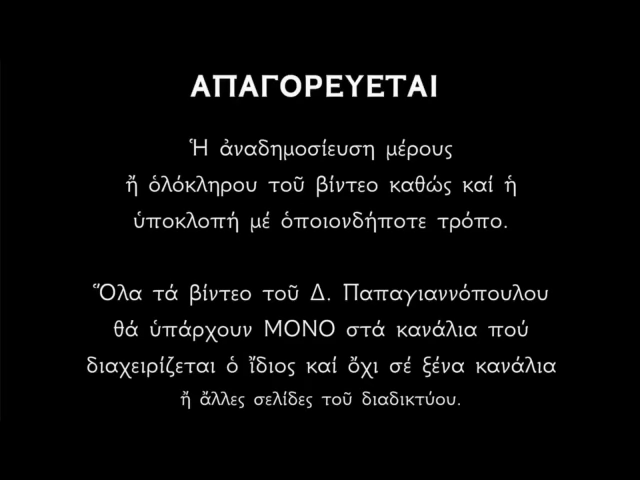 ΑΠΑΓΟΡΕΥΕΤΑΙ
Ἡ ἀναδημοσίευση μέρους
ἤ ὁλόκληρου τοῦ βίντεο καθώς καί ἡ
ὑποκλοπή μέ ὁποιονδήποτε τρόπο.
Ὅλα τά βίντεο τοῦ Δ. Παπαγιαννόπουλου
θά ὑπάρχουν ΜΟΝΟ στά κανάλια πού
διαχειρίζεται ὁ ἴδιος καί ὄχι σέ ξένα κανάλια
ἤ ἄλλες σελίδες τοῦ διαδικτύου.